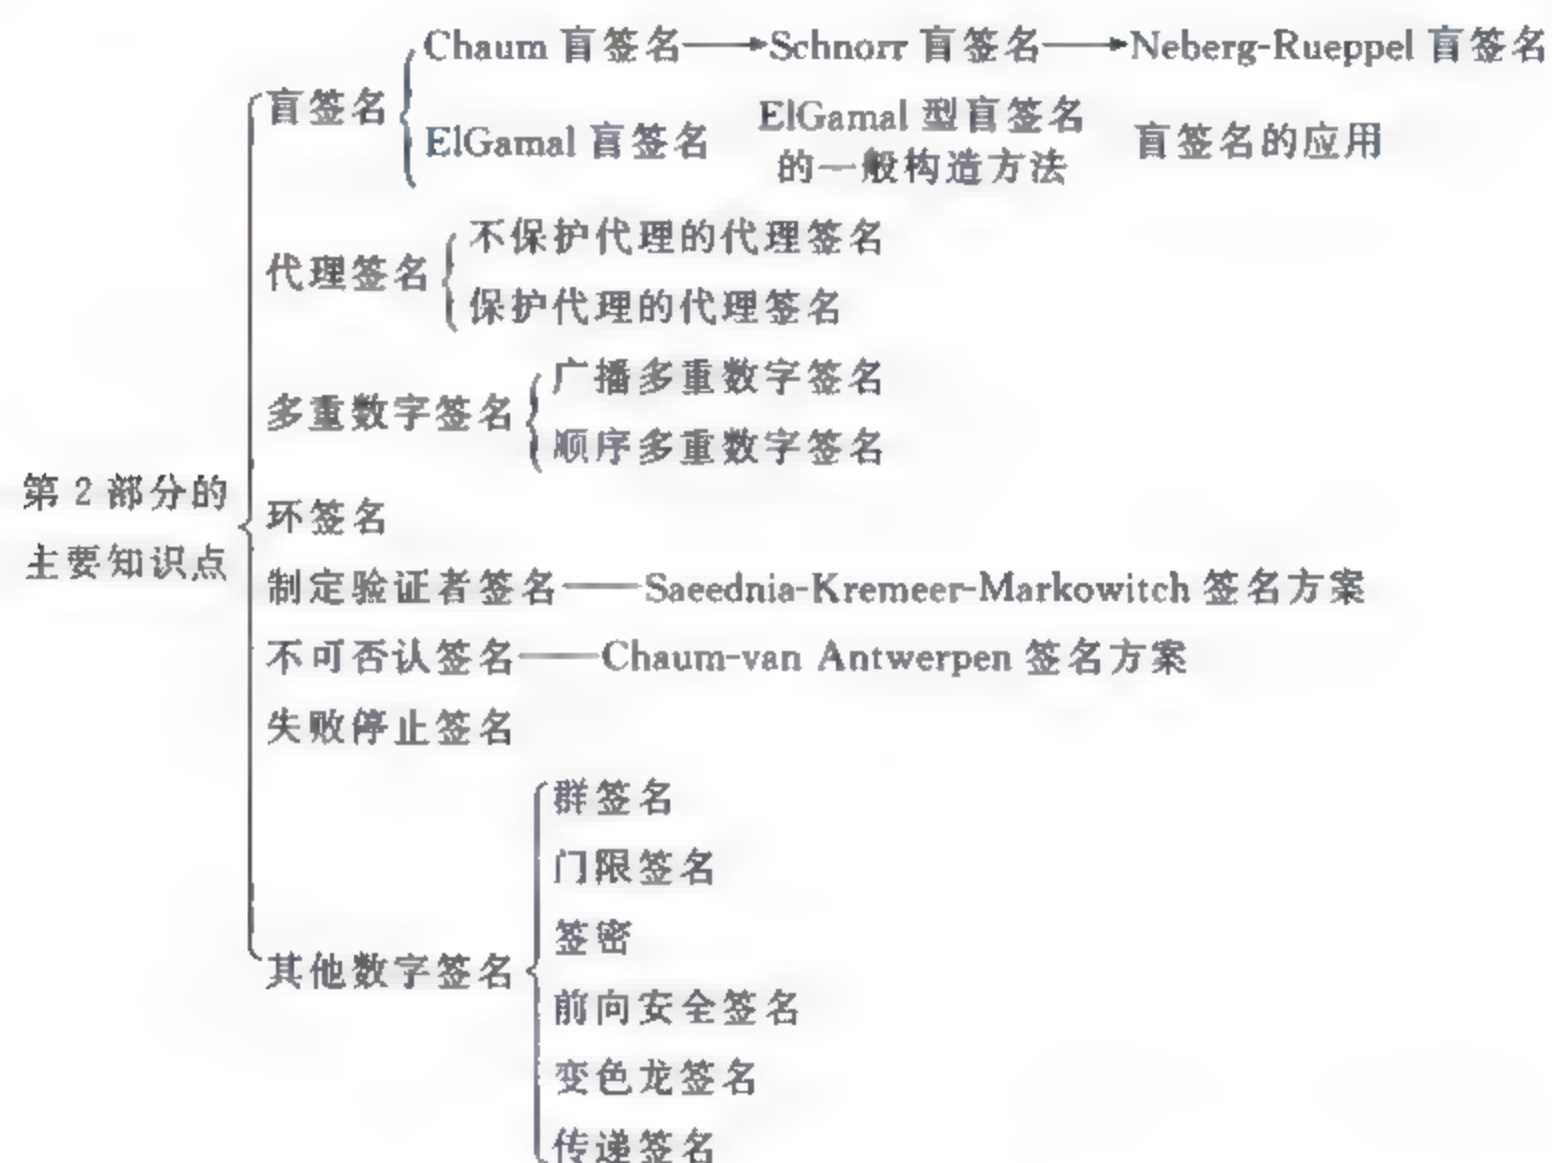 Chaum 盲签名 Schnorr 盲签名 Neberg-Rueppel 盲签名
盲签名
ElGamal 盲签名 ElGamal 型盲签名的一般构造方法 盲签名的应用
代理签名
不保护代理的代理签名
保护代理的代理签名
多重数字签名
广播多重数字签名
顺序多重数字签名
第 2 部分的
主要知识点
环签名
制定验证者签名 Saeednia-Kremeer-Markowitch 签名方案
不可否认签名 Chaum-van Antwerpen 签名方案
失败停止签名
其他数字签名
群签名
门限签名
签密
前向安全签名
变色龙签名
传递签名